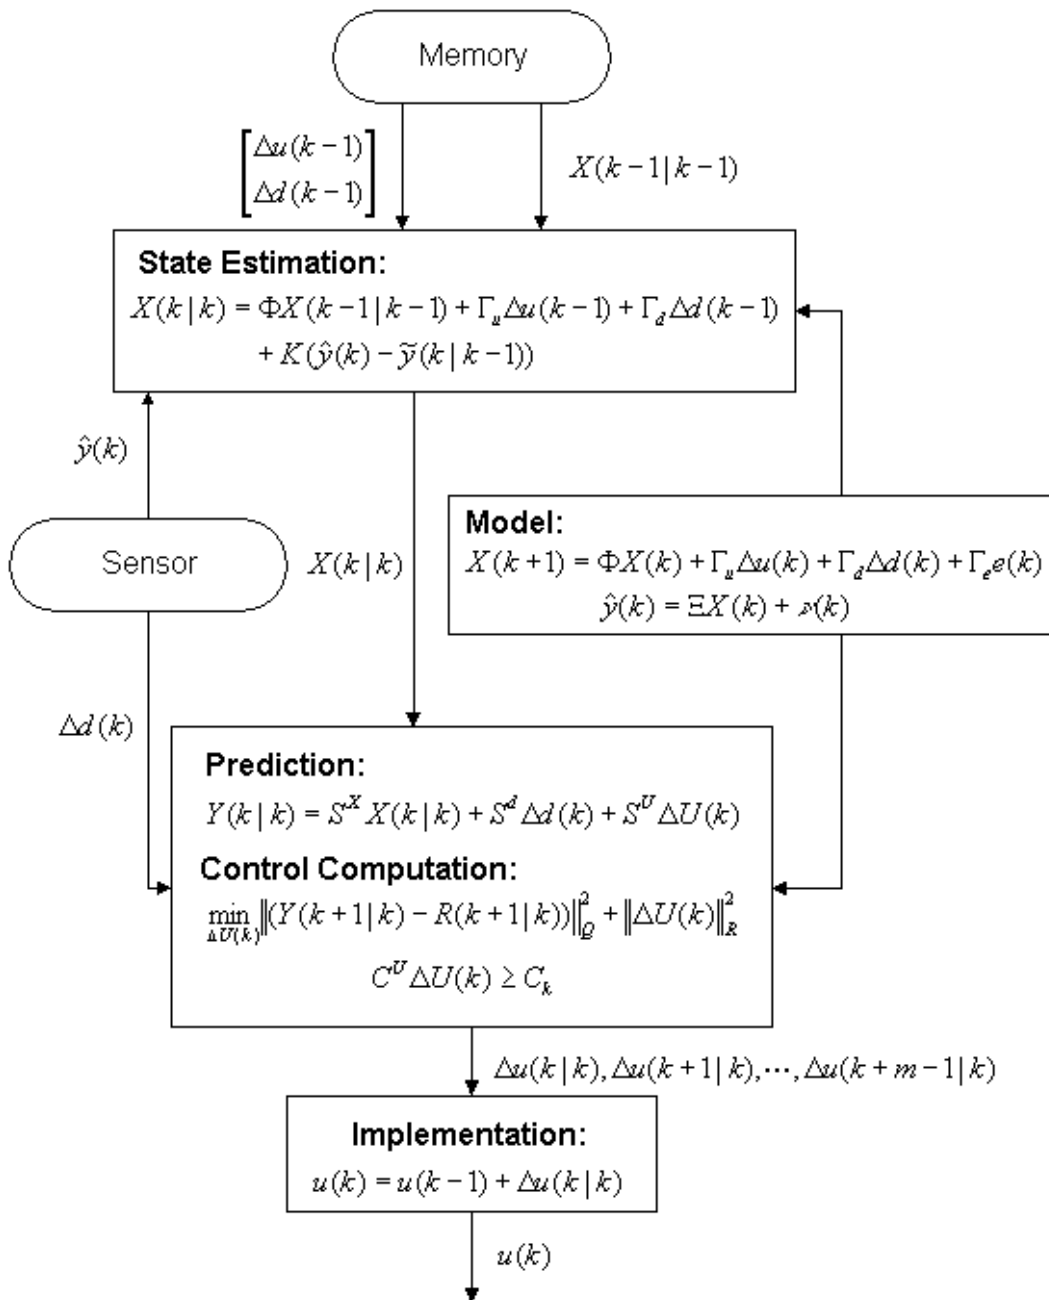 Memory
[Δu(k−1)
Δd(k−1)]
X(k−1|k−1)
State Estimation:
X(k|k) = ΦX(k−1|k−1) + Γ_uΔu(k−1) + Γ_dΔd(k−1)
+ K(ŷ(k) − ỹ(k|k−1))
ŷ(k)
Sensor
X(k|k)
Model:
X(k+1) = ΦX(k) + Γ_uΔu(k) + Γ_dΔd(k) + Γ_e e(k)
ŷ(k) = ΞX(k) + ν(k)
Δd(k)
Prediction:
Y(k|k) = S^X X(k|k) + S^d Δd(k) + S^U ΔU(k)
Control Computation:
min_{ΔU(k)} ‖(Y(k+1|k) − R(k+1|k))‖²_Q + ‖ΔU(k)‖²_R
C^U ΔU(k) ≥ C_k
Δu(k|k), Δu(k+1|k), ⋯, Δu(k+m−1|k)
Implementation:
u(k) = u(k−1) + Δu(k|k)
u(k)